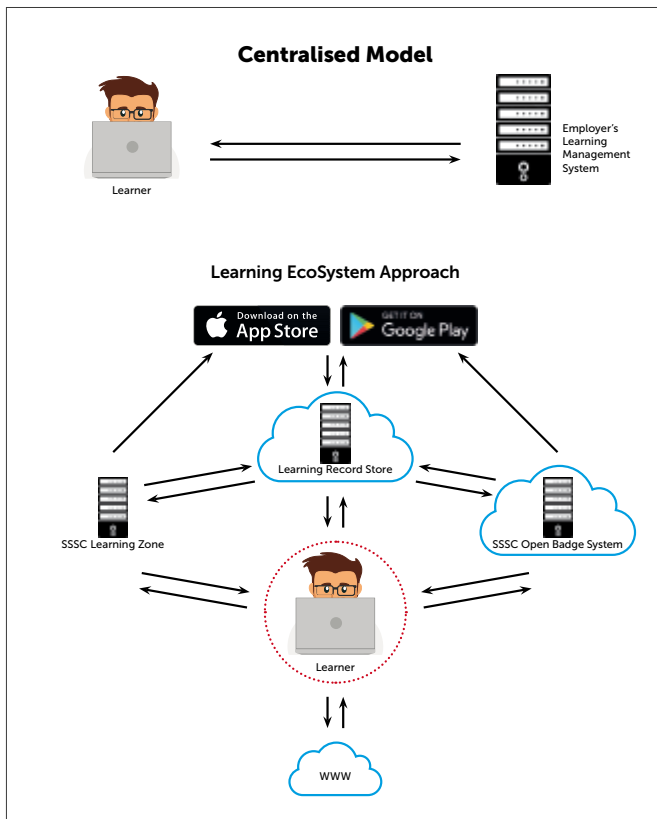 Centralised Model
Employer's
Learning
Management
System
Learner
Learning EcoSystem Approach
Download on the
App Store
GET IT ON
Google Play
Learning Record Store
SSSC Learning Zone
SSSC Open Badge System
Learner
www